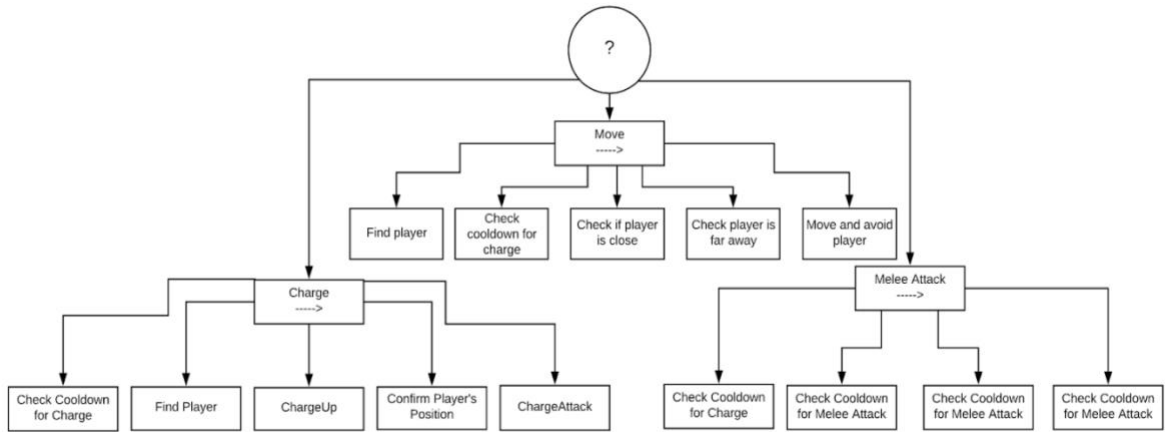 ?
Move
----->
Find player
Check
cooldown for
charge
Check if player
is close
Check player is
far away
Move and avoid
player
Charge
----->
Melee Attack
----->
Check Cooldown
for Charge
Find Player
ChargeUp
Confirm Player's
Position
ChargeAttack
Check Cooldown
for Charge
Check Cooldown
for Melee Attack
Check Cooldown
for Melee Attack
Check Cooldown
for Melee Attack